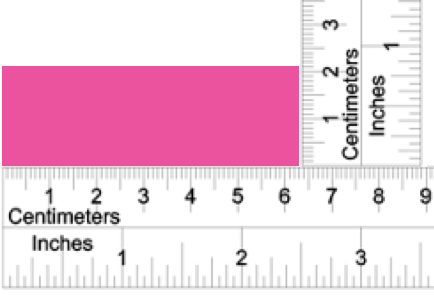 1 2 3
Centimeters
Inches
1
1 2 3 4 5 6 7 8 9
Centimeters
Inches
1 2 3